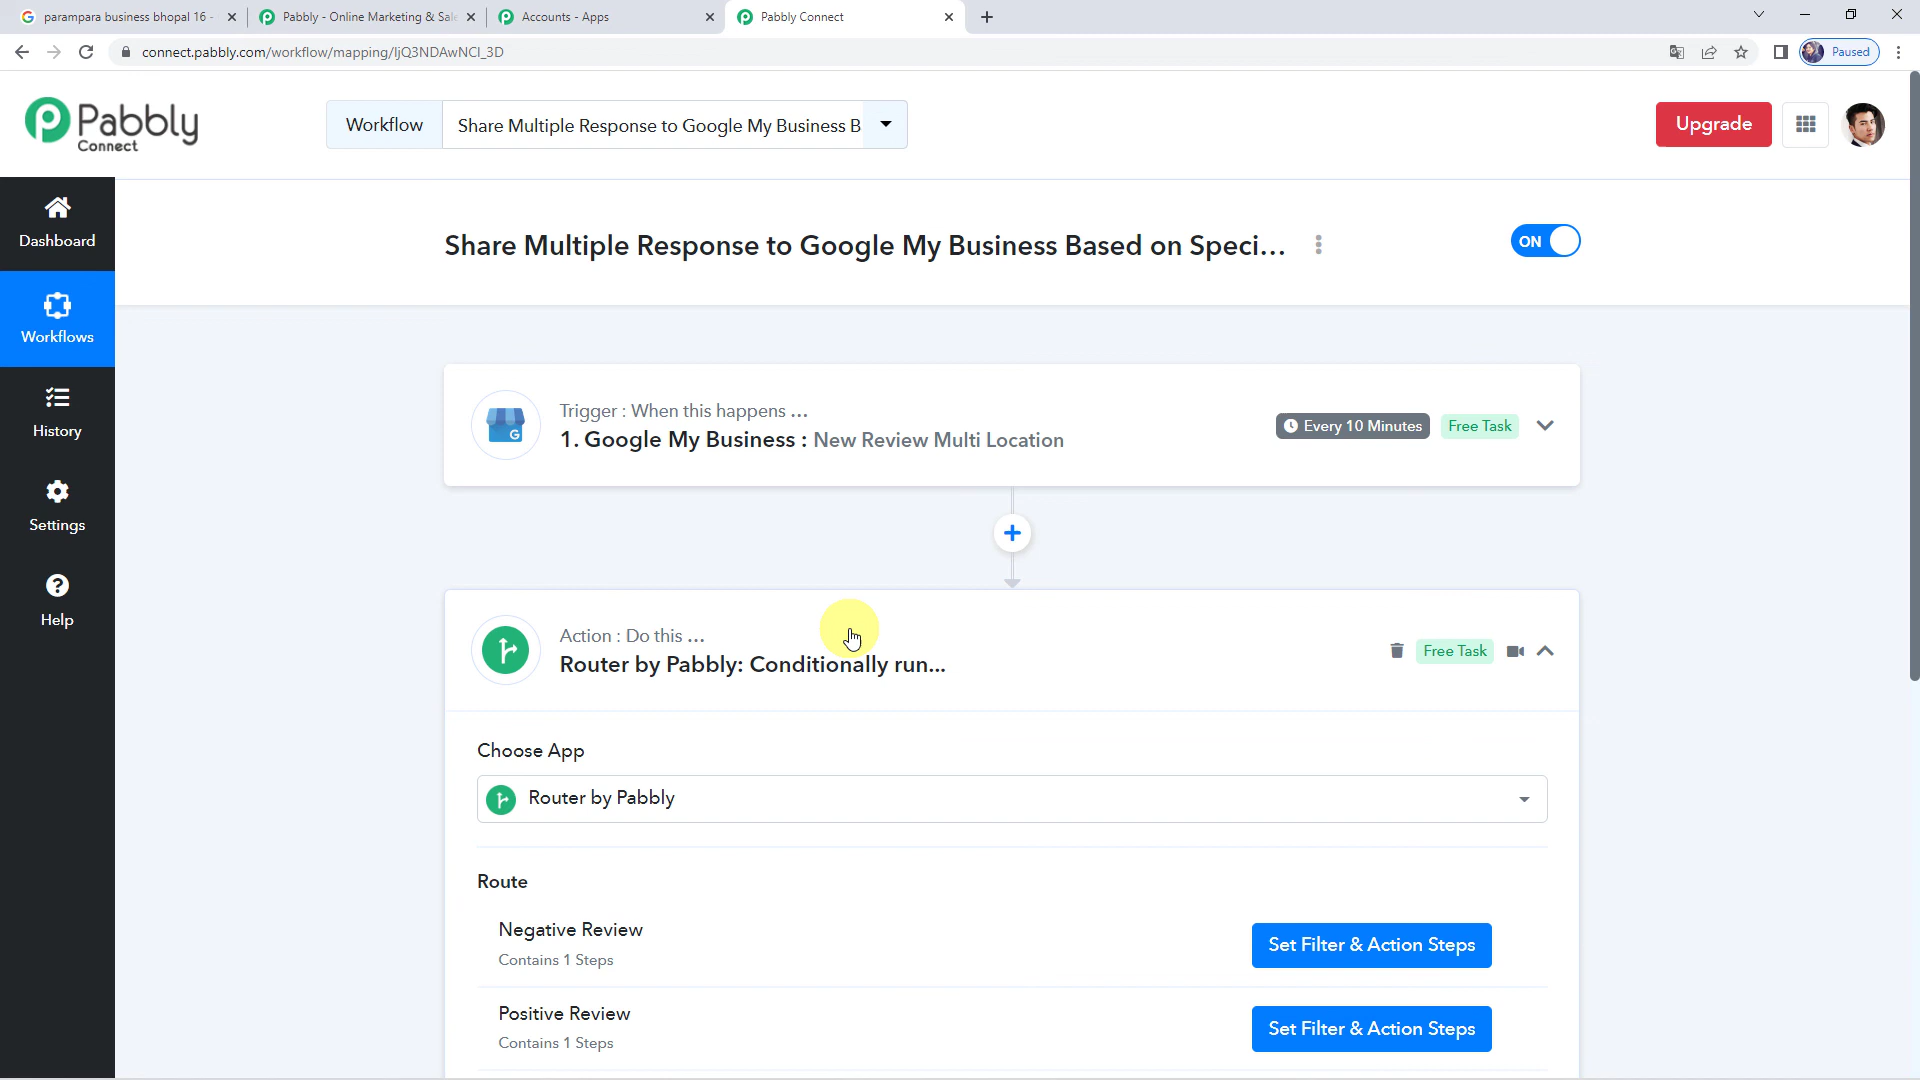 parampara business bhopal 16 -
Pabbly - Online Marketing & Sale
Accounts - Apps
Pabbly Connect
connect.pabbly.com/workflow/mapping/IjQ3NDAwNCI_3D
Paused
Pabbly
Connect
Workflow
Share Multiple Response to Google My Business B
Upgrade
Dashboard
Workflows
History
Settings
Help
Share Multiple Response to Google My Business Based on Speci...
ON
Trigger : When this happens ...
1. Google My Business : New Review Multi Location
Every 10 Minutes
Free Task
Action : Do this ...
Router by Pabbly: Conditionally run...
Free Task
Choose App
Router by Pabbly
Route
Negative Review
Contains 1 Steps
Set Filter & Action Steps
Positive Review
Contains 1 Steps
Set Filter & Action Steps